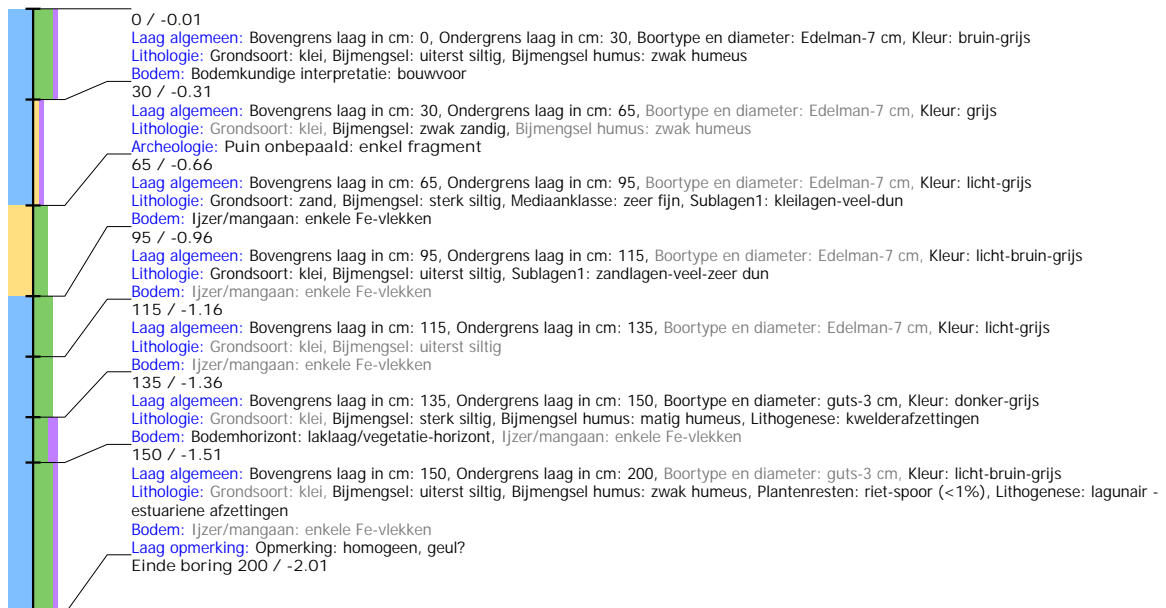 0 / -0.01
Laag algemeen: Bovengrens laag in cm: 0, Ondergrens laag in cm: 30, Boortype en diameter: Edelman-7 cm, Kleur: bruin-grijs
Lithologie: Grondsoort: klei, Bijmengsel: uiterst siltig, Bijmengsel humus: zwak humeus
Bodem: Bodemkundige interpretatie: bouwvoor
30 / -0.31
Laag algemeen: Bovengrens laag in cm: 30, Ondergrens laag in cm: 65, Boortype en diameter: Edelman-7 cm, Kleur: grijs
Lithologie: Grondsoort: klei, Bijmengsel: zwak zandig, Bijmengsel humus: zwak humeus
Archeologie: Puin onbepaald: enkel fragment
65 / -0.66
Laag algemeen: Bovengrens laag in cm: 65, Ondergrens laag in cm: 95, Boortype en diameter: Edelman-7 cm, Kleur: licht-grijs
Lithologie: Grondsoort: zand, Bijmengsel: sterk siltig, Mediaanklasse: zeer fijn, Sublagen1: kleilagen-veel-dun
Bodem: Ijzer/mangaan: enkele Fe-vlekken
95 / -0.96
Laag algemeen: Bovengrens laag in cm: 95, Ondergrens laag in cm: 115, Boortype en diameter: Edelman-7 cm, Kleur: licht-bruin-grijs
Lithologie: Grondsoort: klei, Bijmengsel: uiterst siltig, Sublagen1: zandlagen-veel-zeer dun
Bodem: Ijzer/mangaan: enkele Fe-vlekken
115 / -1.16
Laag algemeen: Bovengrens laag in cm: 115, Ondergrens laag in cm: 135, Boortype en diameter: Edelman-7 cm, Kleur: licht-grijs
Lithologie: Grondsoort: klei, Bijmengsel: uiterst siltig
Bodem: Ijzer/mangaan: enkele Fe-vlekken
135 / -1.36
Laag algemeen: Bovengrens laag in cm: 135, Ondergrens laag in cm: 150, Boortype en diameter: guts-3 cm, Kleur: donker-grijs
Lithologie: Grondsoort: klei, Bijmengsel: sterk siltig, Bijmengsel humus: matig humeus, Lithogenese: kwelderafzettingen
Bodem: Bodemhorizont: laklaag/vegetatie-horizont, Ijzer/mangaan: enkele Fe-vlekken
150 / -1.51
Laag algemeen: Bovengrens laag in cm: 150, Ondergrens laag in cm: 200, Boortype en diameter: guts-3 cm, Kleur: licht-bruin-grijs
Lithologie: Grondsoort: klei, Bijmengsel: uiterst siltig, Bijmengsel humus: zwak humeus, Plantenresten: riet-spoor (<1%), Lithogenese: lagunair -
estuariene afzettingen
Bodem: Ijzer/mangaan: enkele Fe-vlekken
Laag opmerking: Opmerking: homogeen, geul?
Einde boring 200 / -2.01